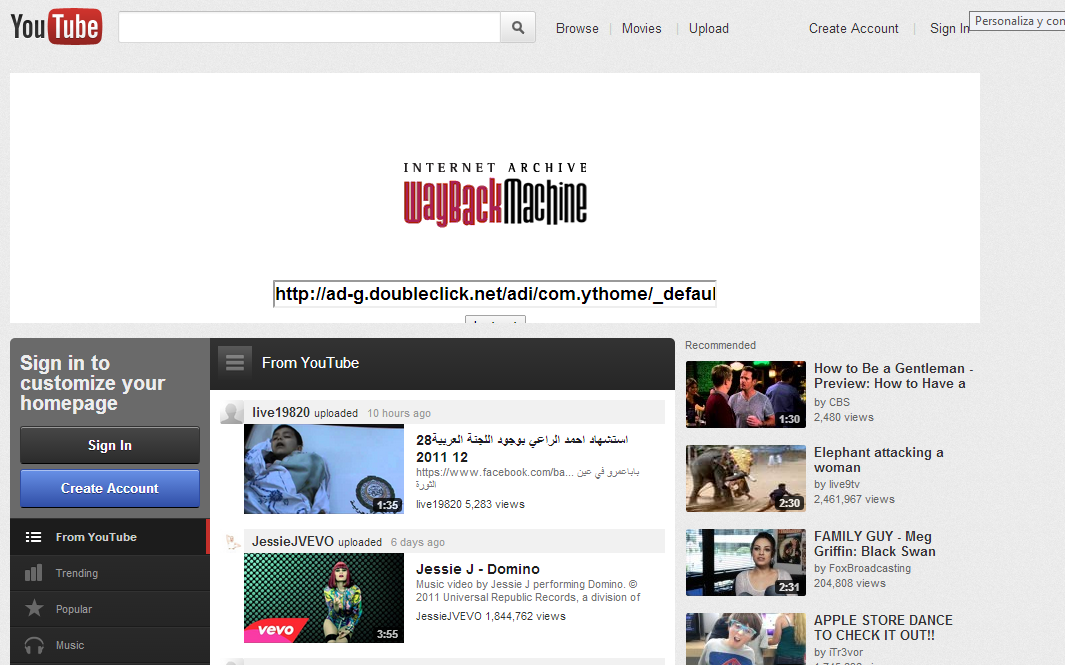 YouTube
Browse
Movies
Upload
Create Account
Sign In
Personaliza y con
INTERNET ARCHIVE
WayBackMachine
http://ad-g.doubleclick.net/adi/com.ythome/_defaul
Sign in to
customize your
homepage
Sign In
Create Account
From YouTube
Trending
Popular
Music
From YouTube
live19820 uploaded 10 hours ago
1:35
استشهاد احمد الراعي بوجود اللجنة العربية28
12 2011
https://www.facebook.com/ba... باباعمرو في عين
الثورة
live19820 5,283 views
JessieJVEVO uploaded 6 days ago
vevo
3:55
Jessie J - Domino
Music video by Jessie J performing Domino. ©
2011 Universal Republic Records, a division of
JessieJVEVO 1,844,762 views
Recommended
1:30
How to Be a Gentleman -
Preview: How to Have a
by CBS
2,480 views
2:30
Elephant attacking a
woman
by live9tv
2,461,967 views
2:31
FAMILY GUY - Meg
Griffin: Black Swan
by FoxBroadcasting
204,808 views
APPLE STORE DANCE
TO CHECK IT OUT!!
by iTr3vor